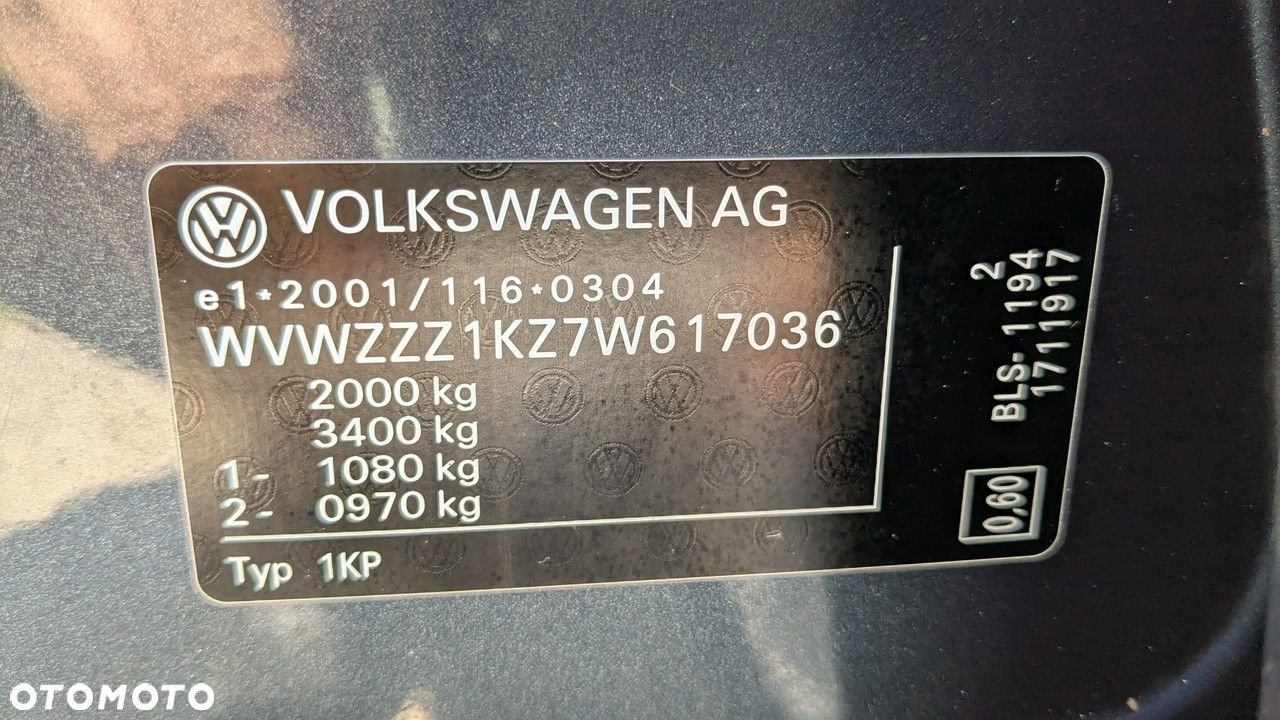 VOLKSWAGEN AG
e1*2001/116*0304
WVWZZZ1KZ7W617036
2000 kg
3400 kg
1- 1080 kg
2- 0970 kg
Typ 1KP
2
BLS-1194
1711917
0,60
OTOMOTO